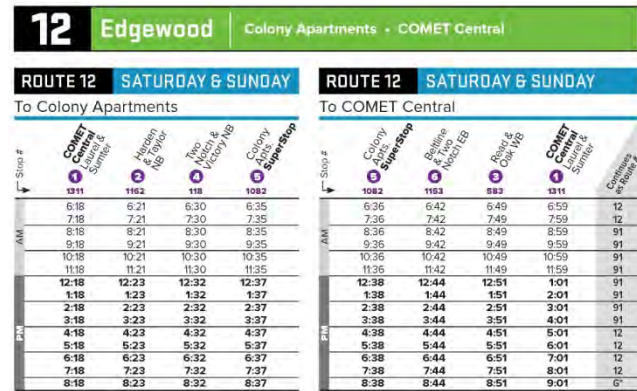 12 Edgewood Colony Apartments • COMET Central
ROUTE 12 SATURDAY & SUNDAY
To Colony Apartments
Stop #
COMET Central Laurel & Sumter
Harden & Taylor NB
Two Notch & Victory NB
Colony Apts. SuperStop
1 2 4 5
1311 1162 118 1082
AM
6:18 6:21 6:30 6:35
7:18 7:21 7:30 7:35
8:18 8:21 8:30 8:35
9:18 9:21 9:30 9:35
10:18 10:21 10:30 10:35
11:18 11:21 11:30 11:35
PM
12:18 12:23 12:32 12:37
1:18 1:23 1:32 1:37
2:18 2:23 2:32 2:37
3:18 3:23 3:32 3:37
4:18 4:23 4:32 4:37
5:18 5:23 5:32 5:37
6:18 6:23 6:32 6:37
7:18 7:23 7:32 7:37
8:18 8:23 8:32 8:37
ROUTE 12 SATURDAY & SUNDAY
To COMET Central
Stop #
Colony Apts. SuperStop
Beltline & Two Notch EB
Read & Oak WB
COMET Central Laurel & Sumter
Continues as Route #
5 6 3 1
1082 1153 583 1311
6:36 6:42 6:49 6:59 12
7:36 7:42 7:49 7:59 12
8:36 8:42 8:49 8:59 91
9:36 9:42 9:49 9:59 91
10:36 10:42 10:49 10:59 91
11:36 11:42 11:49 11:59 91
12:38 12:44 12:51 1:01 91
1:38 1:44 1:51 2:01 91
2:38 2:44 2:51 3:01 91
3:38 3:44 3:51 4:01 91
4:38 4:44 4:51 5:01 12
5:38 5:44 5:51 6:01 12
6:38 6:44 6:51 7:01 12
7:38 7:44 7:51 8:01 12
8:38 8:44 8:51 9:01